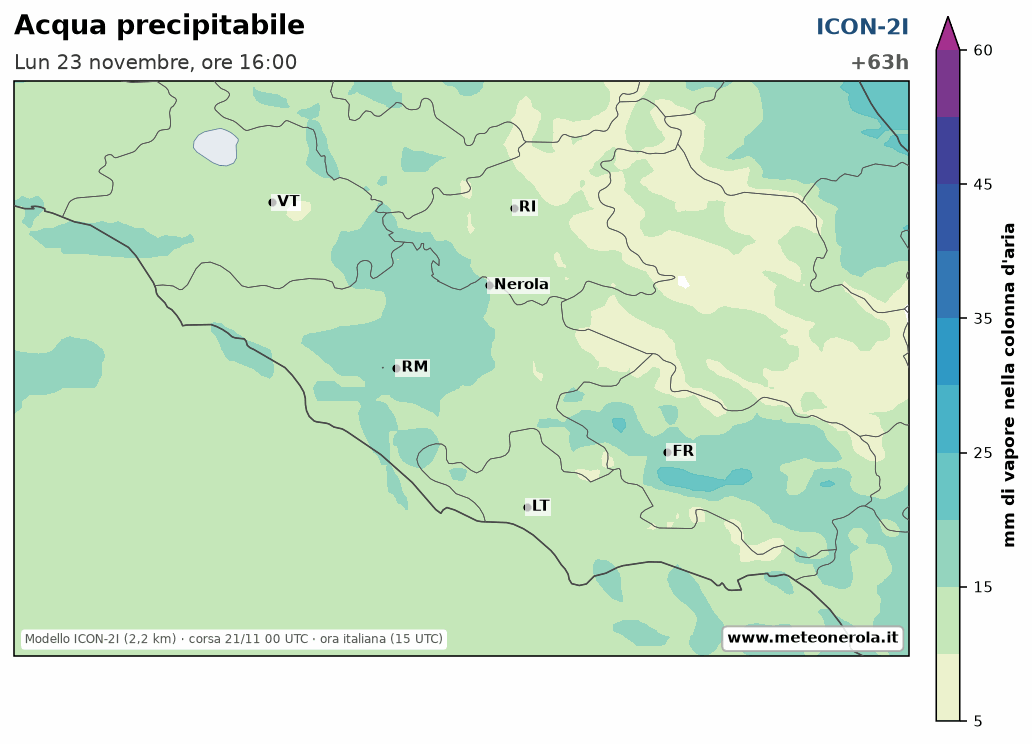 Acqua precipitabile
ICON-2I
Lun 23 novembre, ore 16:00
+63h
60
45
35
25
15
5
mm di vapore nella colonna d'aria
VT
RI
Nerola
RM
FR
LT
Modello ICON-2I (2,2 km) · corsa 21/11 00 UTC · ora italiana (15 UTC)
www.meteonerola.it